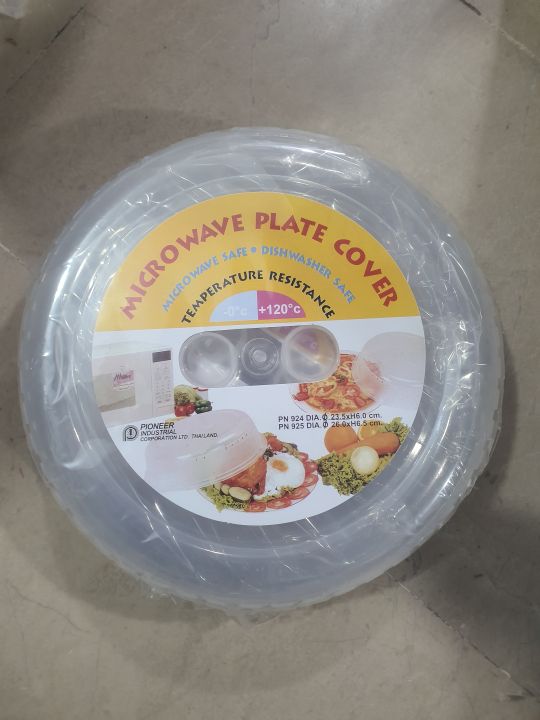 MICROWAVE PLATE COVER
MICROWAVE SAFE • DISHWASHER SAFE
TEMPERATURE RESISTANCE
-0°c +120°c
PN 924 DIA. Ø 23.5xH6.0 cm.
PN 925 DIA. Ø 26.0xH6.5 cm.
PIONEER
INDUSTRIAL
CORPORATION LTD. THAILAND.